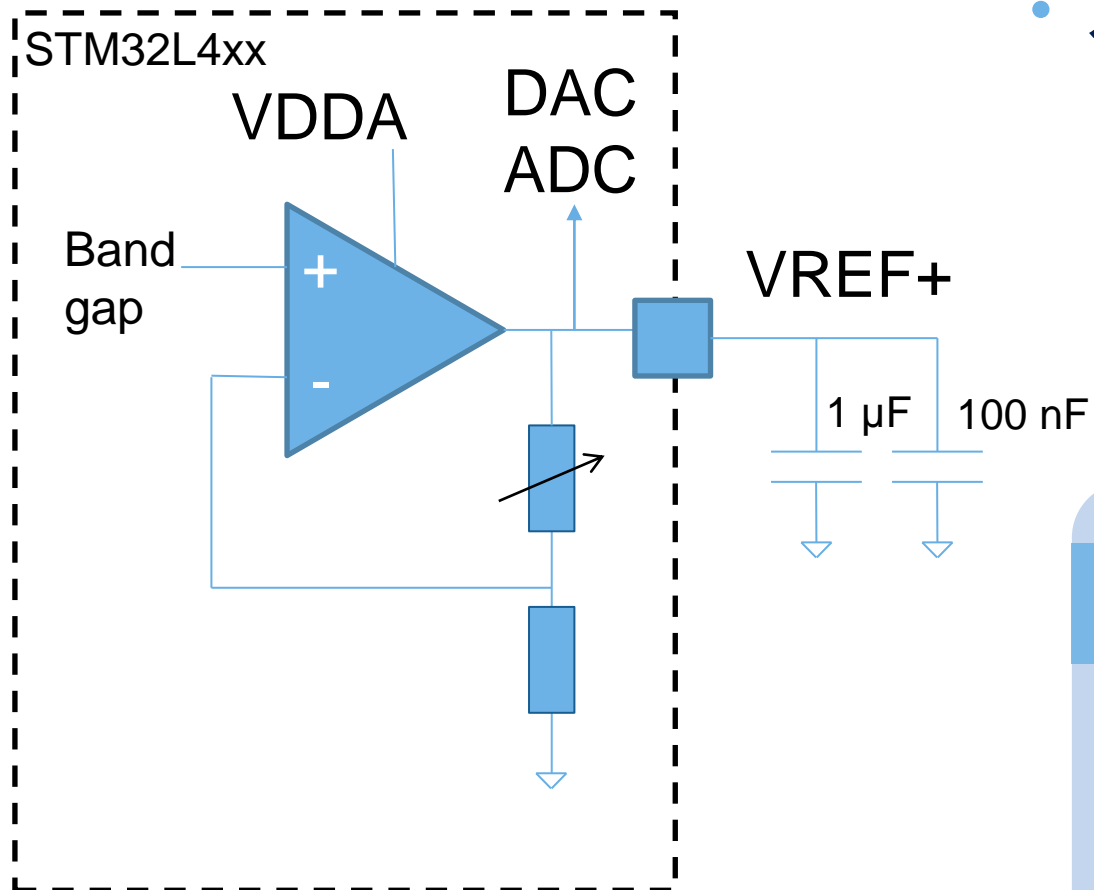 STM32L4xx
VDDA
DAC
ADC
Band
gap
+
-
VREF+
1 µF
100 nF